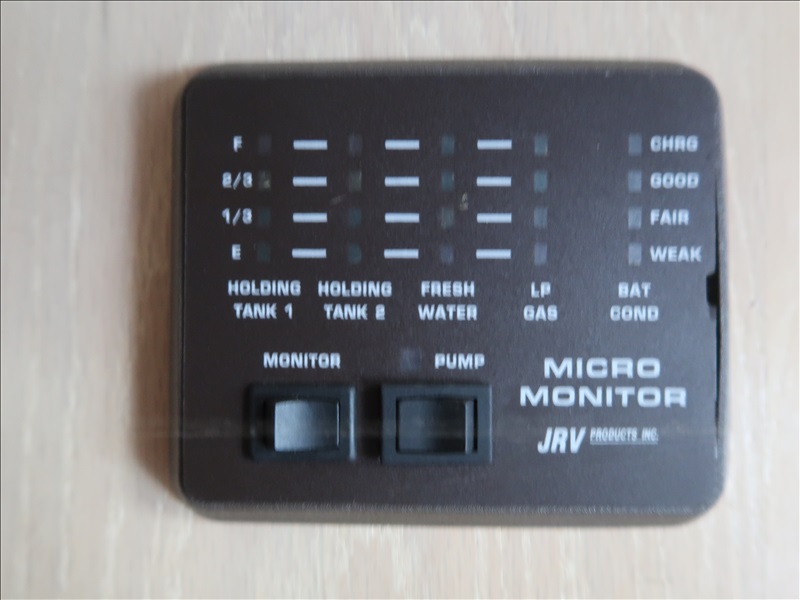 F CHRG
2/3 GOOD
1/3 FAIR
E WEAK
HOLDING HOLDING FRESH LP BAT
TANK 1 TANK 2 WATER GAS COND
MONITOR PUMP
MICRO
MONITOR
JRV PRODUCTS INC.